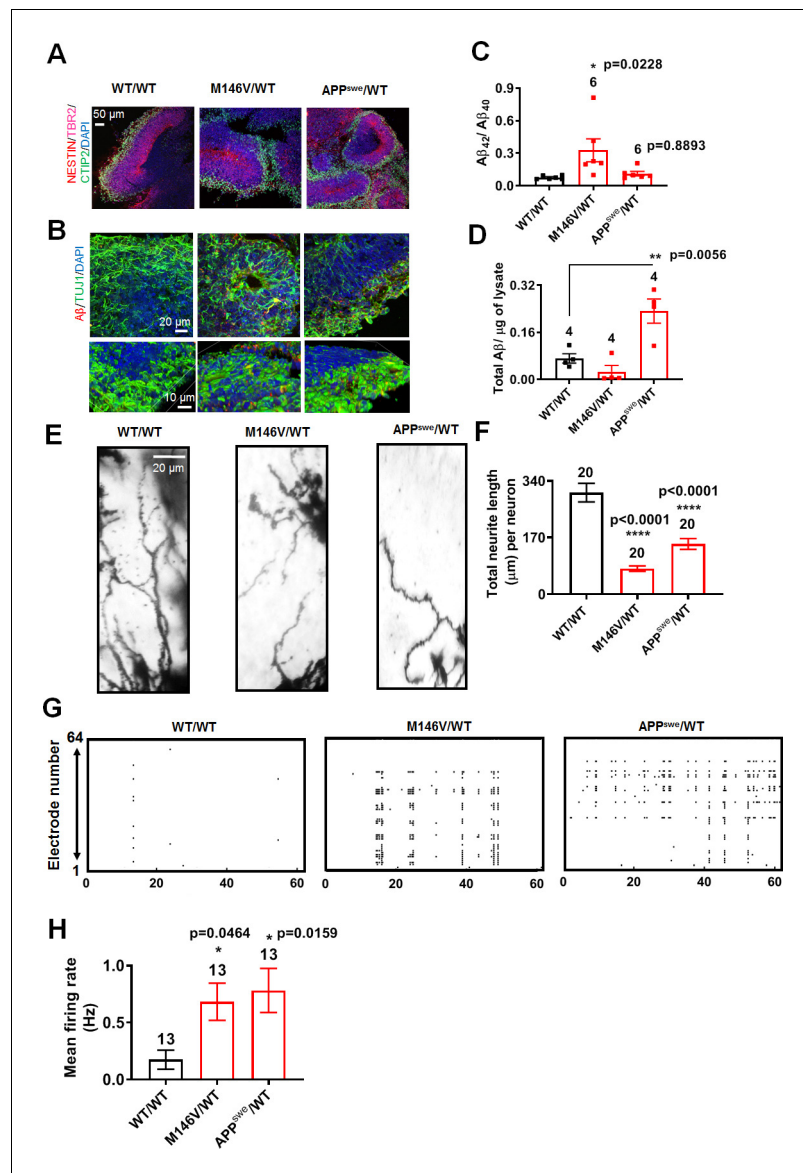 A
WT/WT M146V/WT APPswe/WT
50 µm
NESTIN/TBR2/
CTIP2/DAPI
B
Aβ/TUJ1/DAPI
20 µm
10 µm
C
* p=0.0228
6
6 p=0.8893
Aβ42/ Aβ40
0.9
0.6
0.3
0.0
WT/WT
M146V/WT
APPswe/WT
D
** p=0.0056
4
4
4
Total Aβ/ µg of lysate
0.32
0.16
0.00
WT/WT
M146V/WT
APPswe/WT
E
WT/WT M146V/WT APPswe/WT
20 µm
F
20
p<0.0001
****
20
p<0.0001
****
20
Total neurite length
(µm) per neuron
340
170
0
WT/WT
M146V/WT
APPswe/WT
G
WT/WT M146V/WT APPswe/WT
64
Electrode number
1
0 20 40 60
0 20 40 60
0 20 40 60
H
p=0.0464 * p=0.0159
*
13
13
13
Mean firing rate
(Hz)
1.0
0.5
0.0
WT/WT
M146V/WT
APPswe/WT